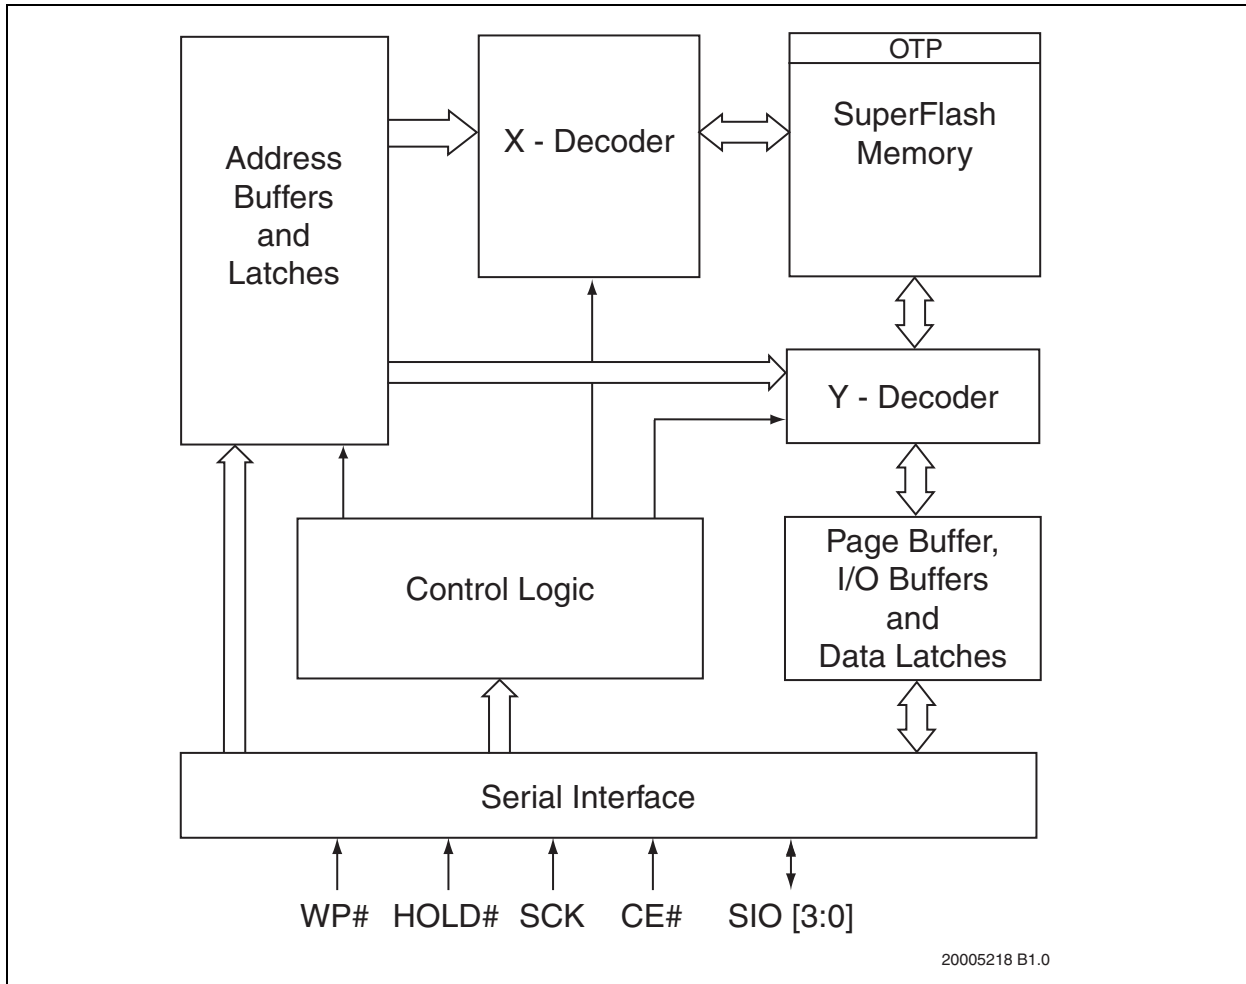 OTP
SuperFlash
Memory
X - Decoder
Address
Buffers
and
Latches
Y - Decoder
Page Buffer,
I/O Buffers
and
Data Latches
Control Logic
Serial Interface
WP#
HOLD#
SCK
CE#
SIO [3:0]
20005218 B1.0